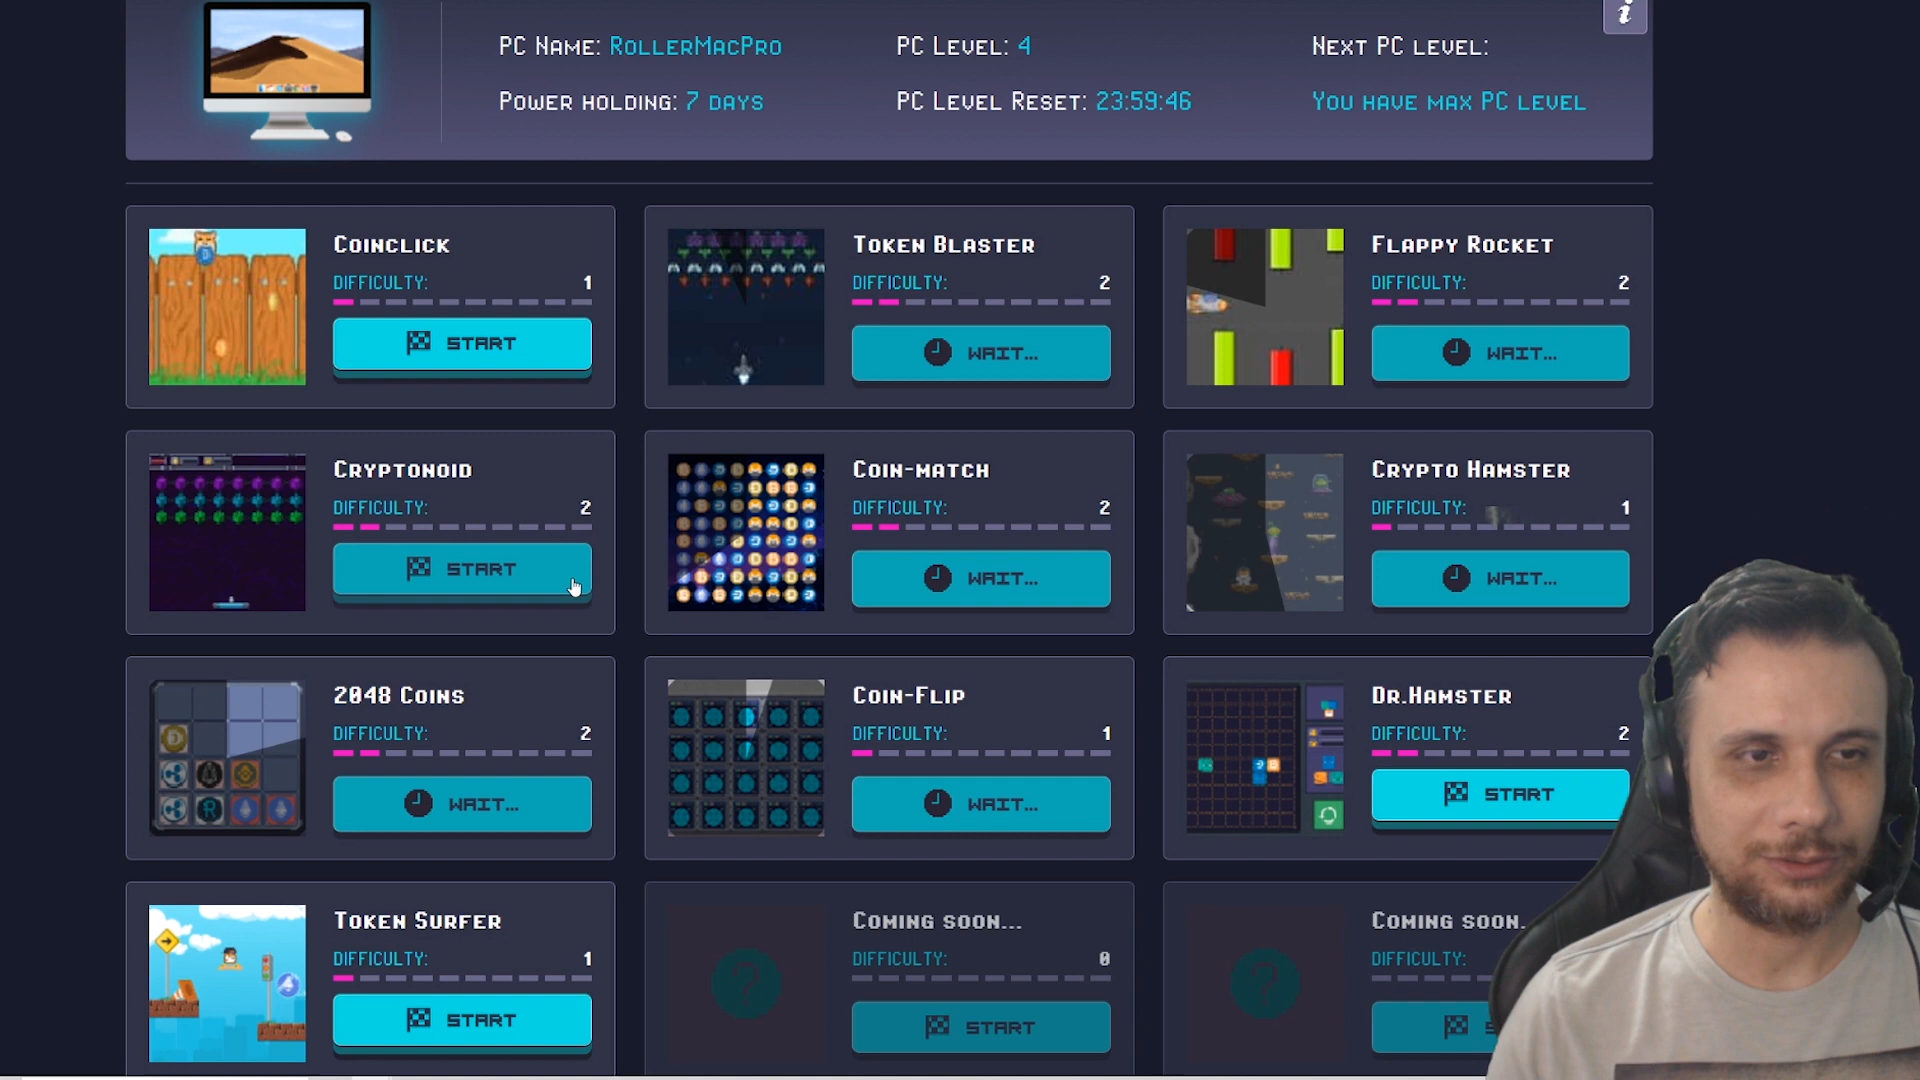 PC Name: RollerMacPro
PC Level: 4
Next PC level:
Power holding: 7 days
PC Level Reset: 23:59:46
You have max PC level
i
Coinclick
Difficulty: 1
Start
Token Blaster
Difficulty: 2
Wait...
Flappy Rocket
Difficulty: 2
Wait...
Cryptonoid
Difficulty: 2
Start
Coin-match
Difficulty: 2
Wait...
Crypto Hamster
Difficulty: 1
Wait...
2048 Coins
Difficulty: 2
Wait...
Coin-Flip
Difficulty: 1
Wait...
Dr.Hamster
Difficulty: 2
Start
Token Surfer
Difficulty: 1
Start
Coming soon...
Difficulty: 0
?
Start
Coming soon.
Difficulty:
?